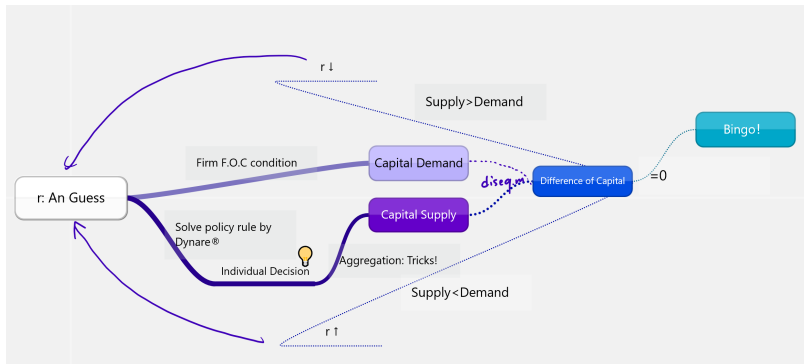 r ↓
Supply>Demand
Bingo!
Firm F.O.C condition
Capital Demand
=0
diseqm
Difference of Capital
r: An Guess
Capital Supply
Solve policy rule by
Dynare®
Aggregation: Tricks!
Individual Decision
Supply<Demand
r ↑